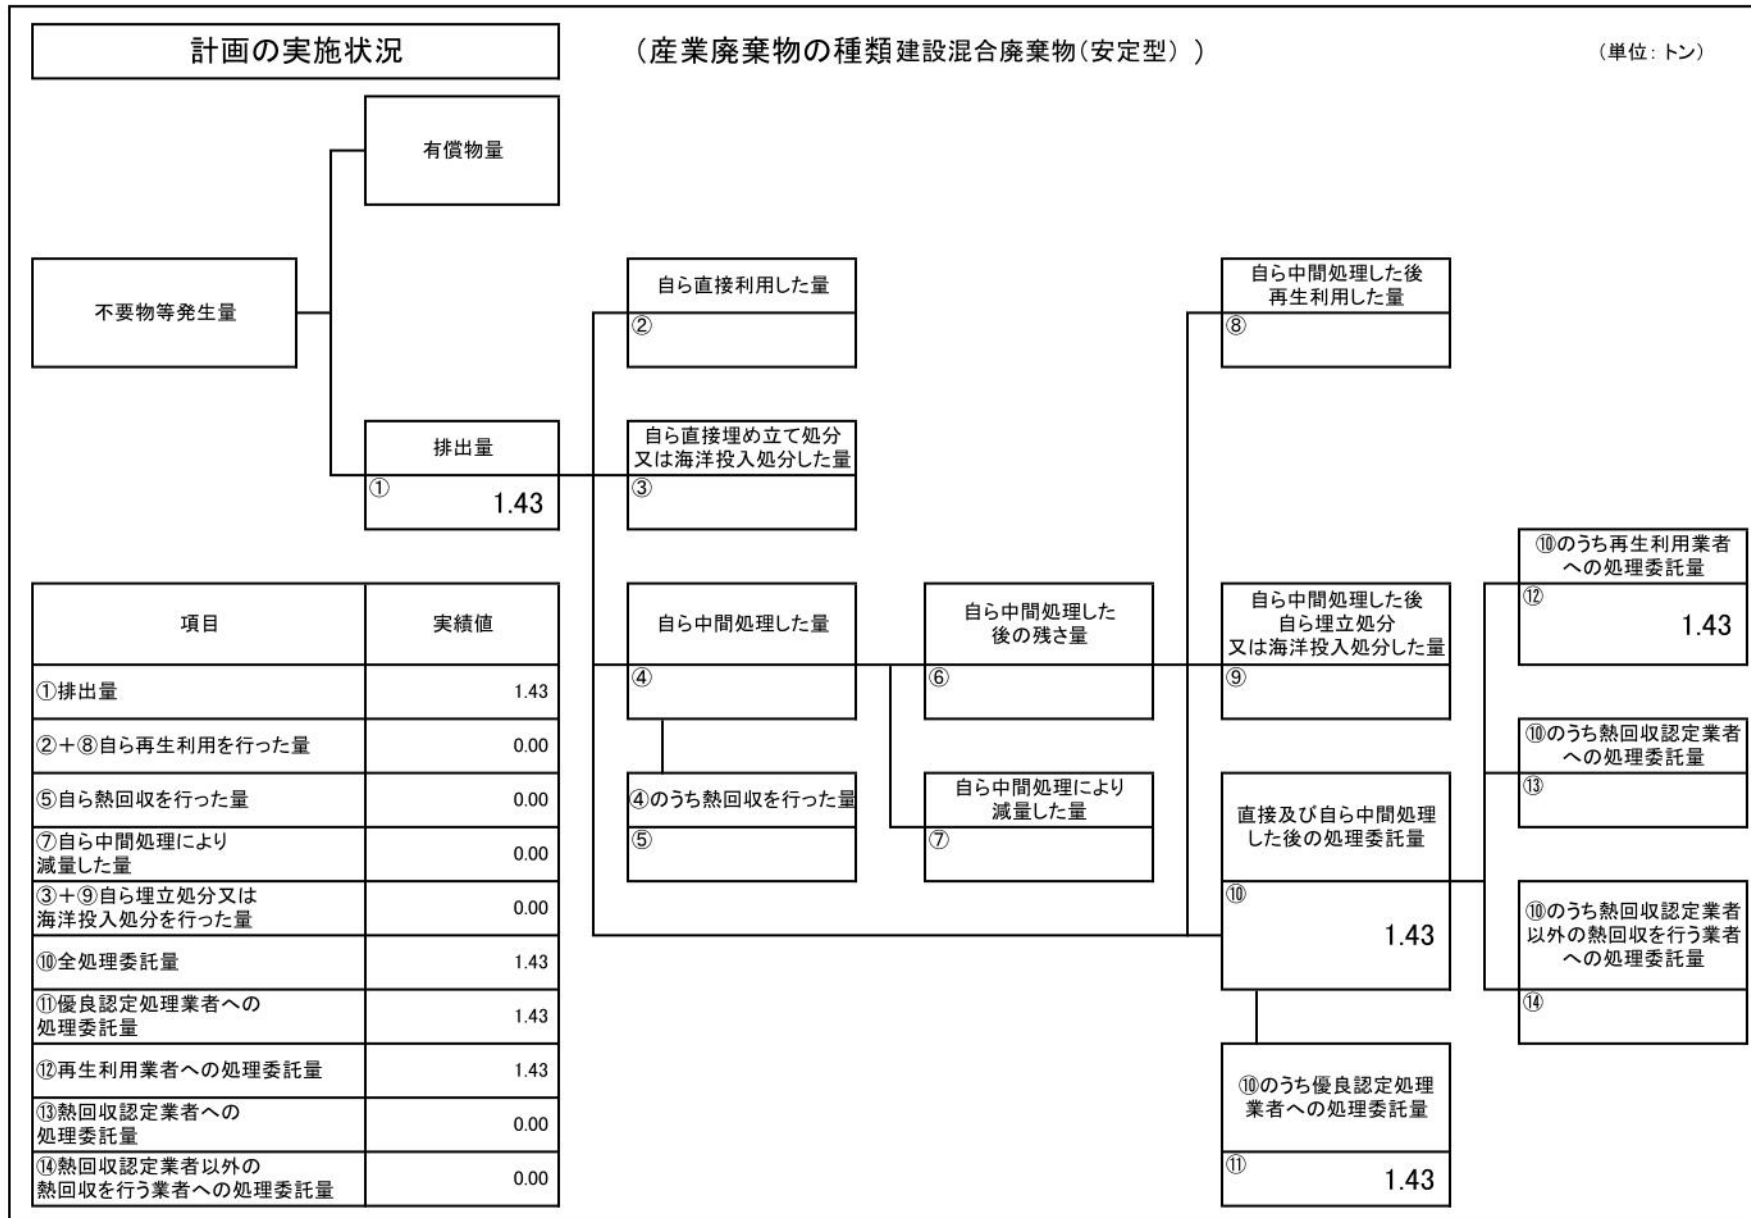 計画の実施状況
（産業廃棄物の種類建設混合廃棄物（安定型））
（単位：トン）
有償物量
不要物等発生量
自ら直接利用した量
②
自ら中間処理した後
再生利用した量
⑧
排出量
①
1.43
自ら直接埋め立て処分
又は海洋投入処分した量
③
⑩のうち再生利用業者
への処理委託量
⑫
1.43
自ら中間処理した量
④
自ら中間処理した
後の残さ量
⑥
自ら中間処理した後
自ら埋立処分
又は海洋投入処分した量
⑨
⑩のうち熱回収認定業者
への処理委託量
⑬
④のうち熱回収を行った量
⑤
自ら中間処理により
減量した量
⑦
直接及び自ら中間処理
した後の処理委託量
⑩
1.43
⑩のうち熱回収認定業者
以外の熱回収を行う業者
への処理委託量
⑭
⑩のうち優良認定処理
業者への処理委託量
⑪
1.43
項目 実績値
①排出量 1.43
②＋⑧自ら再生利用を行った量 0.00
⑤自ら熱回収を行った量 0.00
⑦自ら中間処理により
減量した量 0.00
③＋⑨自ら埋立処分又は
海洋投入処分を行った量 0.00
⑩全処理委託量 1.43
⑪優良認定処理業者への
処理委託量 1.43
⑫再生利用業者への処理委託量 1.43
⑬熱回収認定業者への
処理委託量 0.00
⑭熱回収認定業者以外の
熱回収を行う業者への処理委託量 0.00